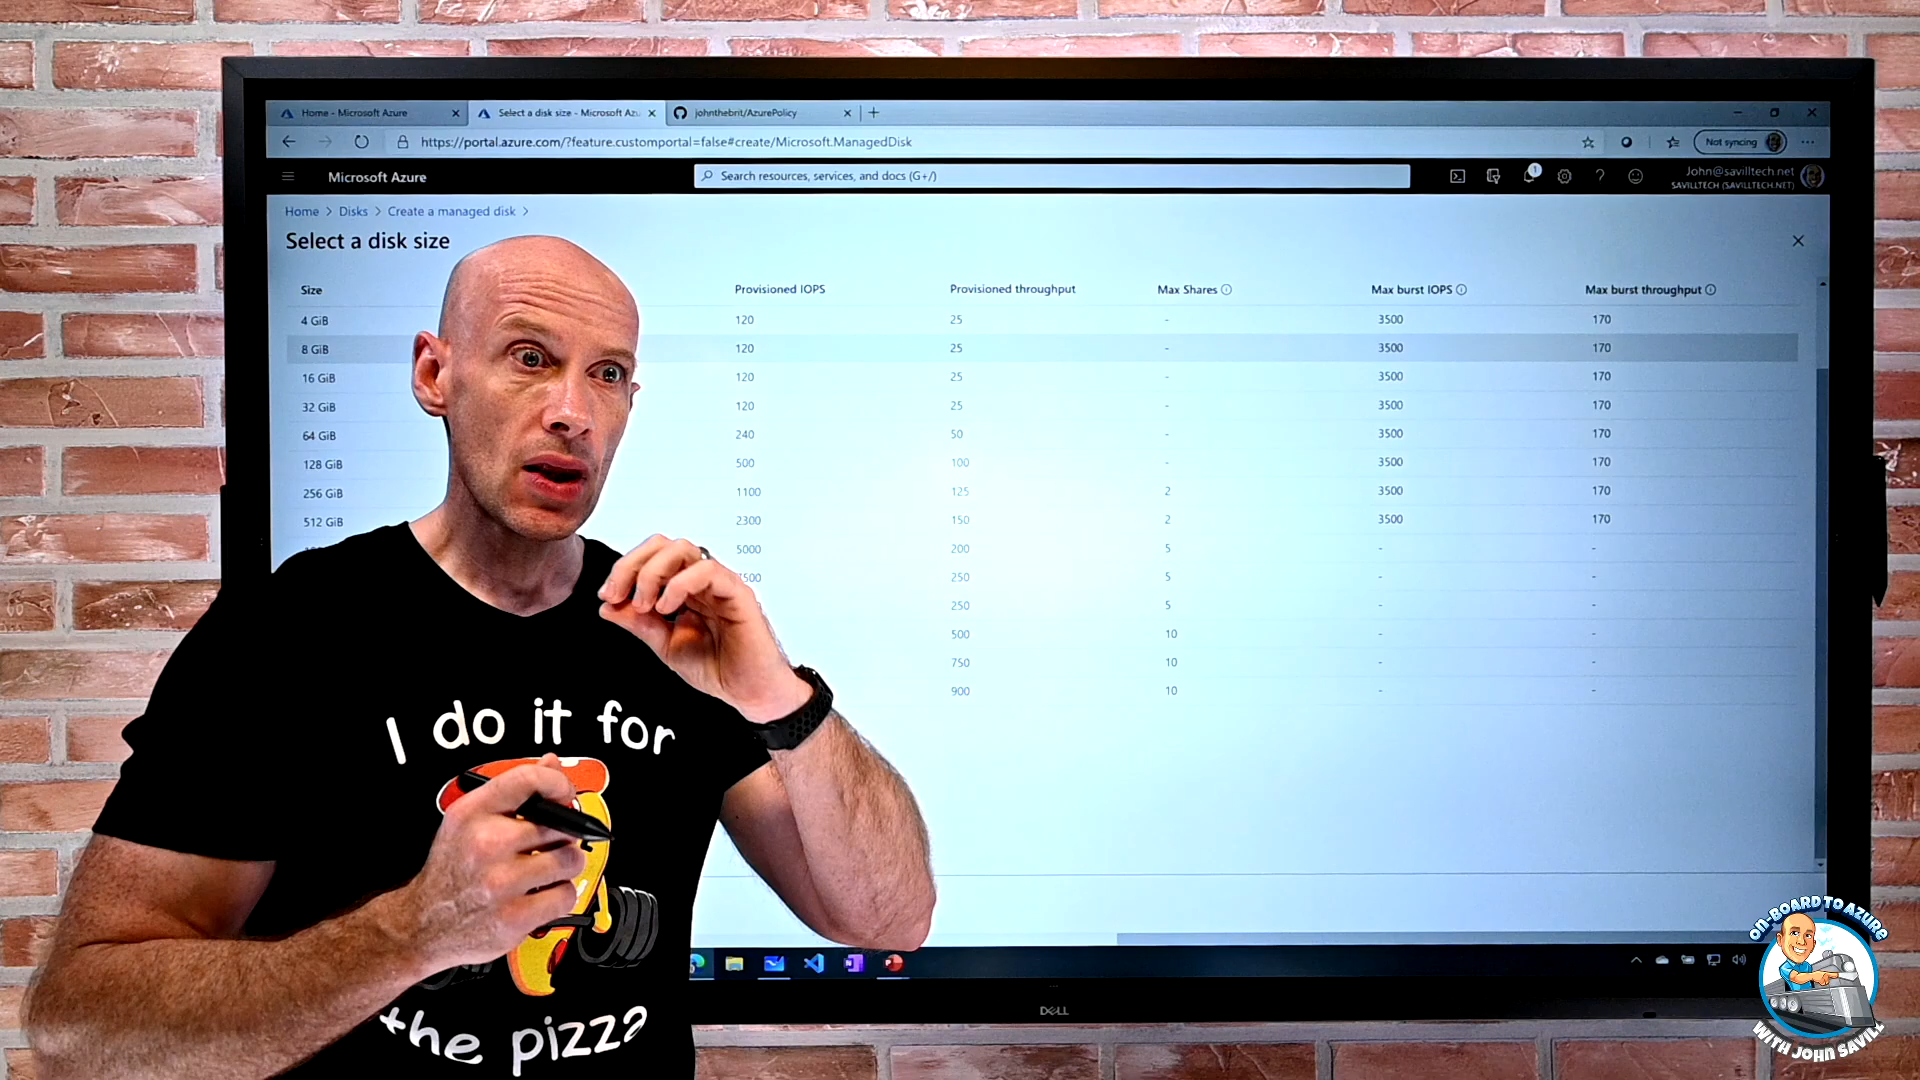 Home - Microsoft Azure
Select a disk size - Microsoft Azu
johnthebrit/AzurePolicy
https://portal.azure.com/?feature.customportal=false#create/Microsoft.ManagedDisk
Not syncing
Microsoft Azure
Search resources, services, and docs (G+/)
1
John@savilltech.net
SAVILLTECH (SAVILLTECH.NET)
Home > Disks > Create a managed disk >
Select a disk size
Size Provisioned IOPS Provisioned throughput Max Shares Max burst IOPS Max burst throughput
4 GiB 120 25 - 3500 170
8 GiB 120 25 - 3500 170
16 GiB 120 25 - 3500 170
32 GiB 120 25 - 3500 170
64 GiB 240 50 - 3500 170
128 GiB 500 100 - 3500 170
256 GiB 1100 125 2 3500 170
512 GiB 2300 150 2 3500 170
5000 200 5 - -
500 250 5 - -
250 5 - -
500 10 - -
750 10 - -
900 10 - -
I do it for
the pizza
DELL
ON-BOARD TO AZURE
WITH JOHN SAVILL